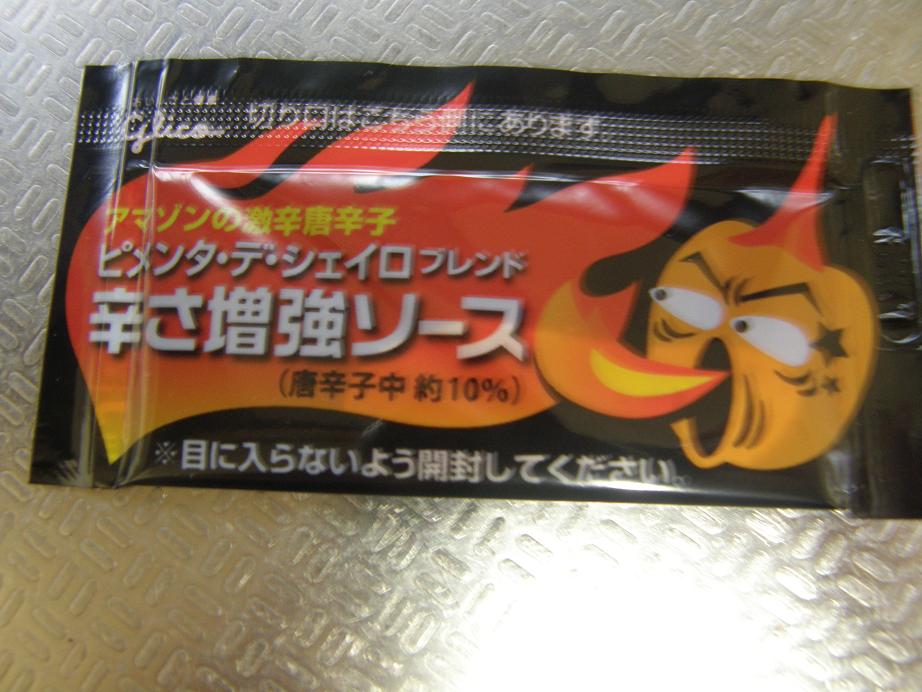 Glico
切り口はこちら側にあります。
アマゾンの激辛唐辛子
ピメンタ・デ・シェイロ ブレンド
辛さ増強ソース
(唐辛子中 約10%)
※目に入らないよう開封してください。